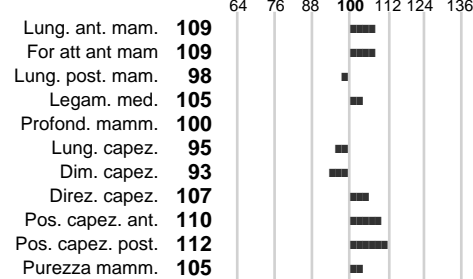 64 76 88 100 112 124 136
Lung. ant. mam. 109
For att ant mam 109
Lung. post. mam. 98
Legam. med. 105
Profond. mamm. 100
Lung. capez. 95
Dim. capez. 93
Direz. capez. 107
Pos. capez. ant. 110
Pos. capez. post. 112
Purezza mamm. 105